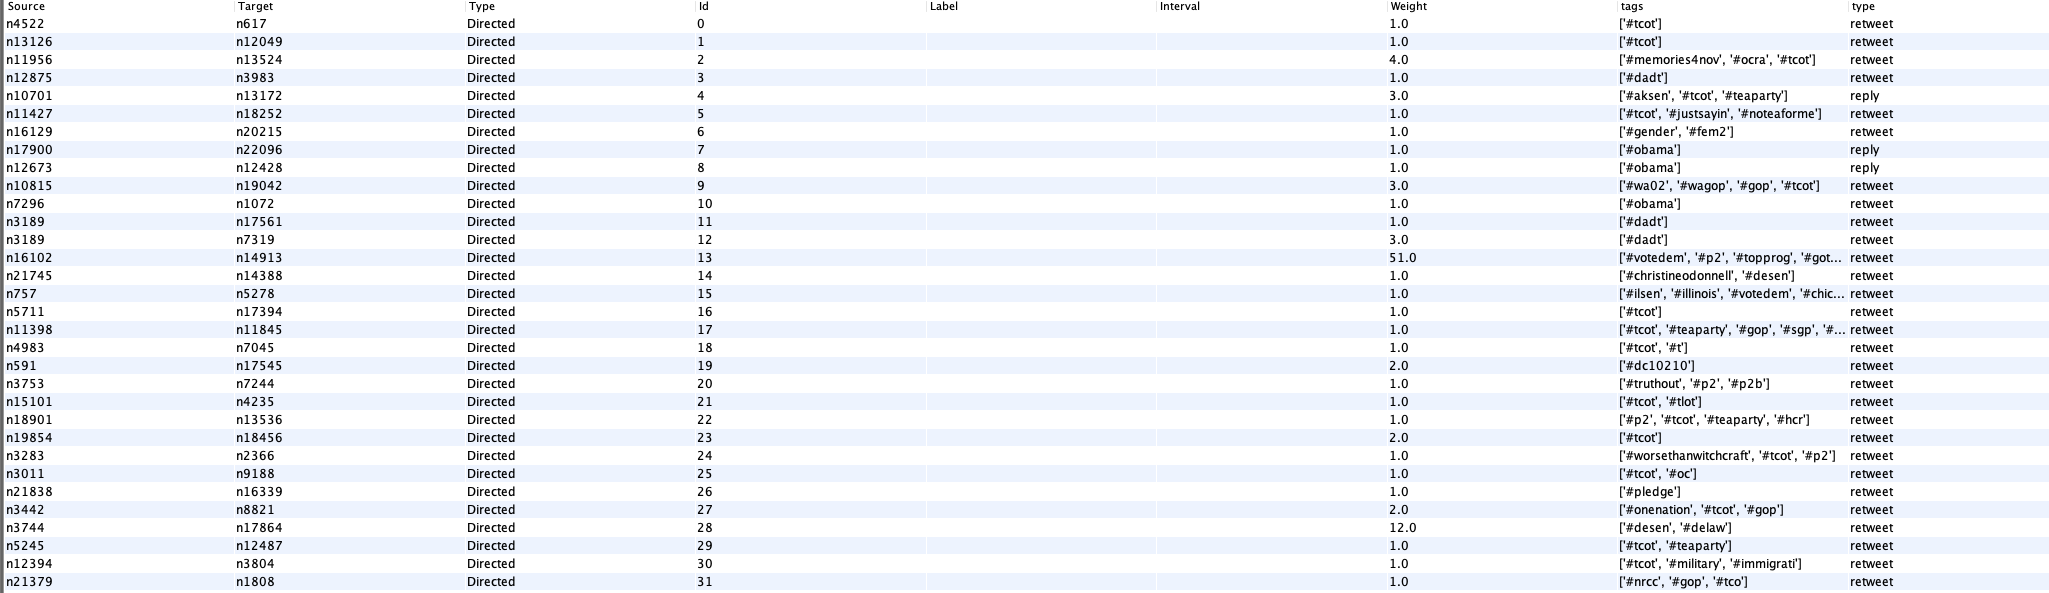 Source Target Type Id Label Interval Weight tags type
n4522 n617 Directed 0 1.0 ['#tcot'] retweet
n13126 n12049 Directed 1 1.0 ['#tcot'] retweet
n11956 n13524 Directed 2 4.0 ['#memories4nov', '#ocra', '#tcot'] retweet
n12875 n3983 Directed 3 1.0 ['#dadt'] retweet
n10701 n13172 Directed 4 3.0 ['#aksen', '#tcot', '#teaparty'] reply
n11427 n18252 Directed 5 1.0 ['#tcot', '#justsayin', '#noteaforme'] retweet
n16129 n20215 Directed 6 1.0 ['#gender', '#fem2'] retweet
n17900 n22096 Directed 7 1.0 ['#obama'] reply
n12673 n12428 Directed 8 1.0 ['#obama'] reply
n10815 n19042 Directed 9 3.0 ['#wa02', '#wagop', '#gop', '#tcot'] retweet
n7296 n1072 Directed 10 1.0 ['#obama'] retweet
n3189 n17561 Directed 11 1.0 ['#dadt'] retweet
n3189 n7319 Directed 12 3.0 ['#dadt'] retweet
n16102 n14913 Directed 13 51.0 ['#votedem', '#p2', '#topprog', '#got... retweet
n21745 n14388 Directed 14 1.0 ['#christineodonnell', '#desen'] retweet
n757 n5278 Directed 15 1.0 ['#ilsen', '#illinois', '#votedem', '#chic... retweet
n5711 n17394 Directed 16 1.0 ['#tcot'] retweet
n11398 n11845 Directed 17 1.0 ['#tcot', '#teaparty', '#gop', '#sgp', '#... retweet
n4983 n7045 Directed 18 1.0 ['#tcot', '#t'] retweet
n591 n17545 Directed 19 2.0 ['#dc10210'] retweet
n3753 n7244 Directed 20 1.0 ['#truthout', '#p2', '#p2b'] retweet
n15101 n4235 Directed 21 1.0 ['#tcot', '#tlot'] retweet
n18901 n13536 Directed 22 1.0 ['#p2', '#tcot', '#teaparty', '#hcr'] retweet
n19854 n18456 Directed 23 2.0 ['#tcot'] retweet
n3283 n2366 Directed 24 1.0 ['#worsethanwitchcraft', '#tcot', '#p2'] retweet
n3011 n9188 Directed 25 1.0 ['#tcot', '#oc'] retweet
n21838 n16339 Directed 26 1.0 ['#pledge'] retweet
n3442 n8821 Directed 27 2.0 ['#onenation', '#tcot', '#gop'] retweet
n3744 n17864 Directed 28 12.0 ['#desen', '#delaw'] retweet
n5245 n12487 Directed 29 1.0 ['#tcot', '#teaparty'] retweet
n12394 n3804 Directed 30 1.0 ['#tcot', '#military', '#immigrati'] retweet
n21379 n1808 Directed 31 1.0 ['#nrcc', '#gop', '#tco'] retweet